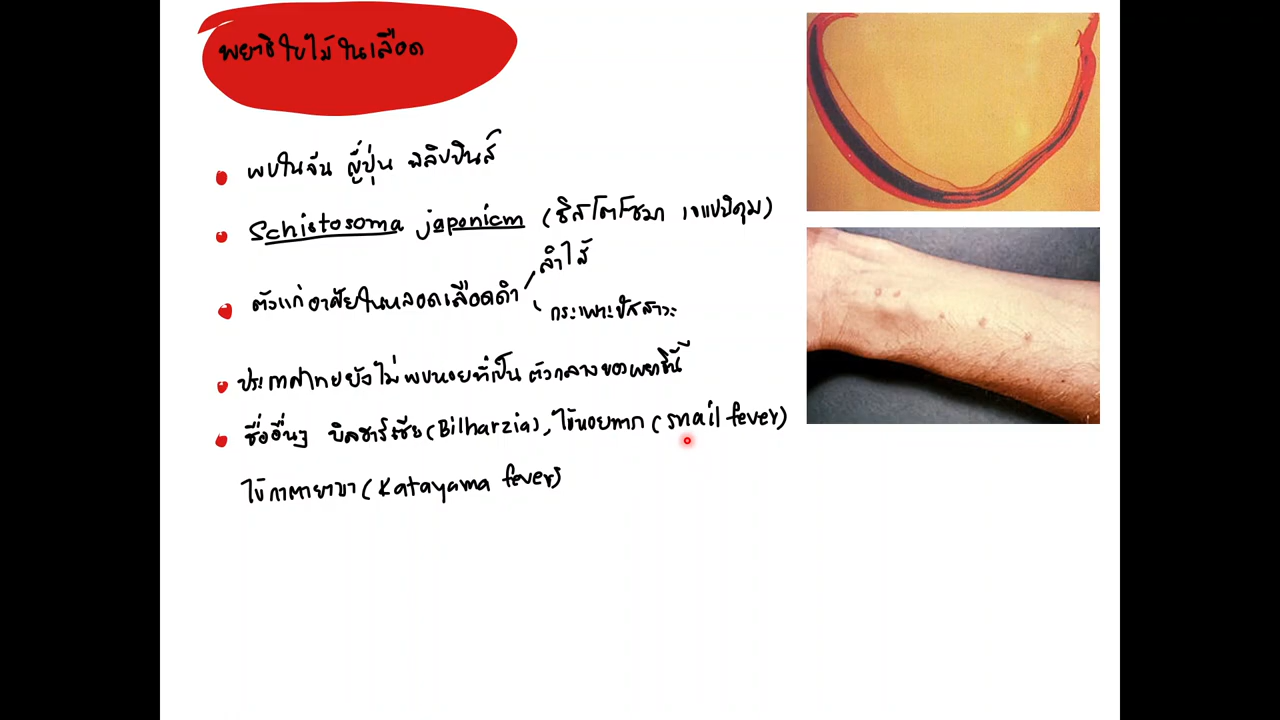 พยาธิใบไม้ในเลือด
พบในจีน ญี่ปุ่น ฟิลิปปินส์
Schistosoma japonicm (ชิสโตโซมา เจแปปิคุม)
ลำไส้
ตัวแก่อาศัยในหลอดเลือดดำ
กระเพาะปัสสาวะ
ประเทศไทยยังไม่พบหอยที่เป็นตัวกลางของพยาธินี้
ชื่ออื่นๆ บิลฮาร์เซีย (Bilharzia), ไข้หอยทาก (snail fever)
ไข้กาตายามา (Katayama fever)